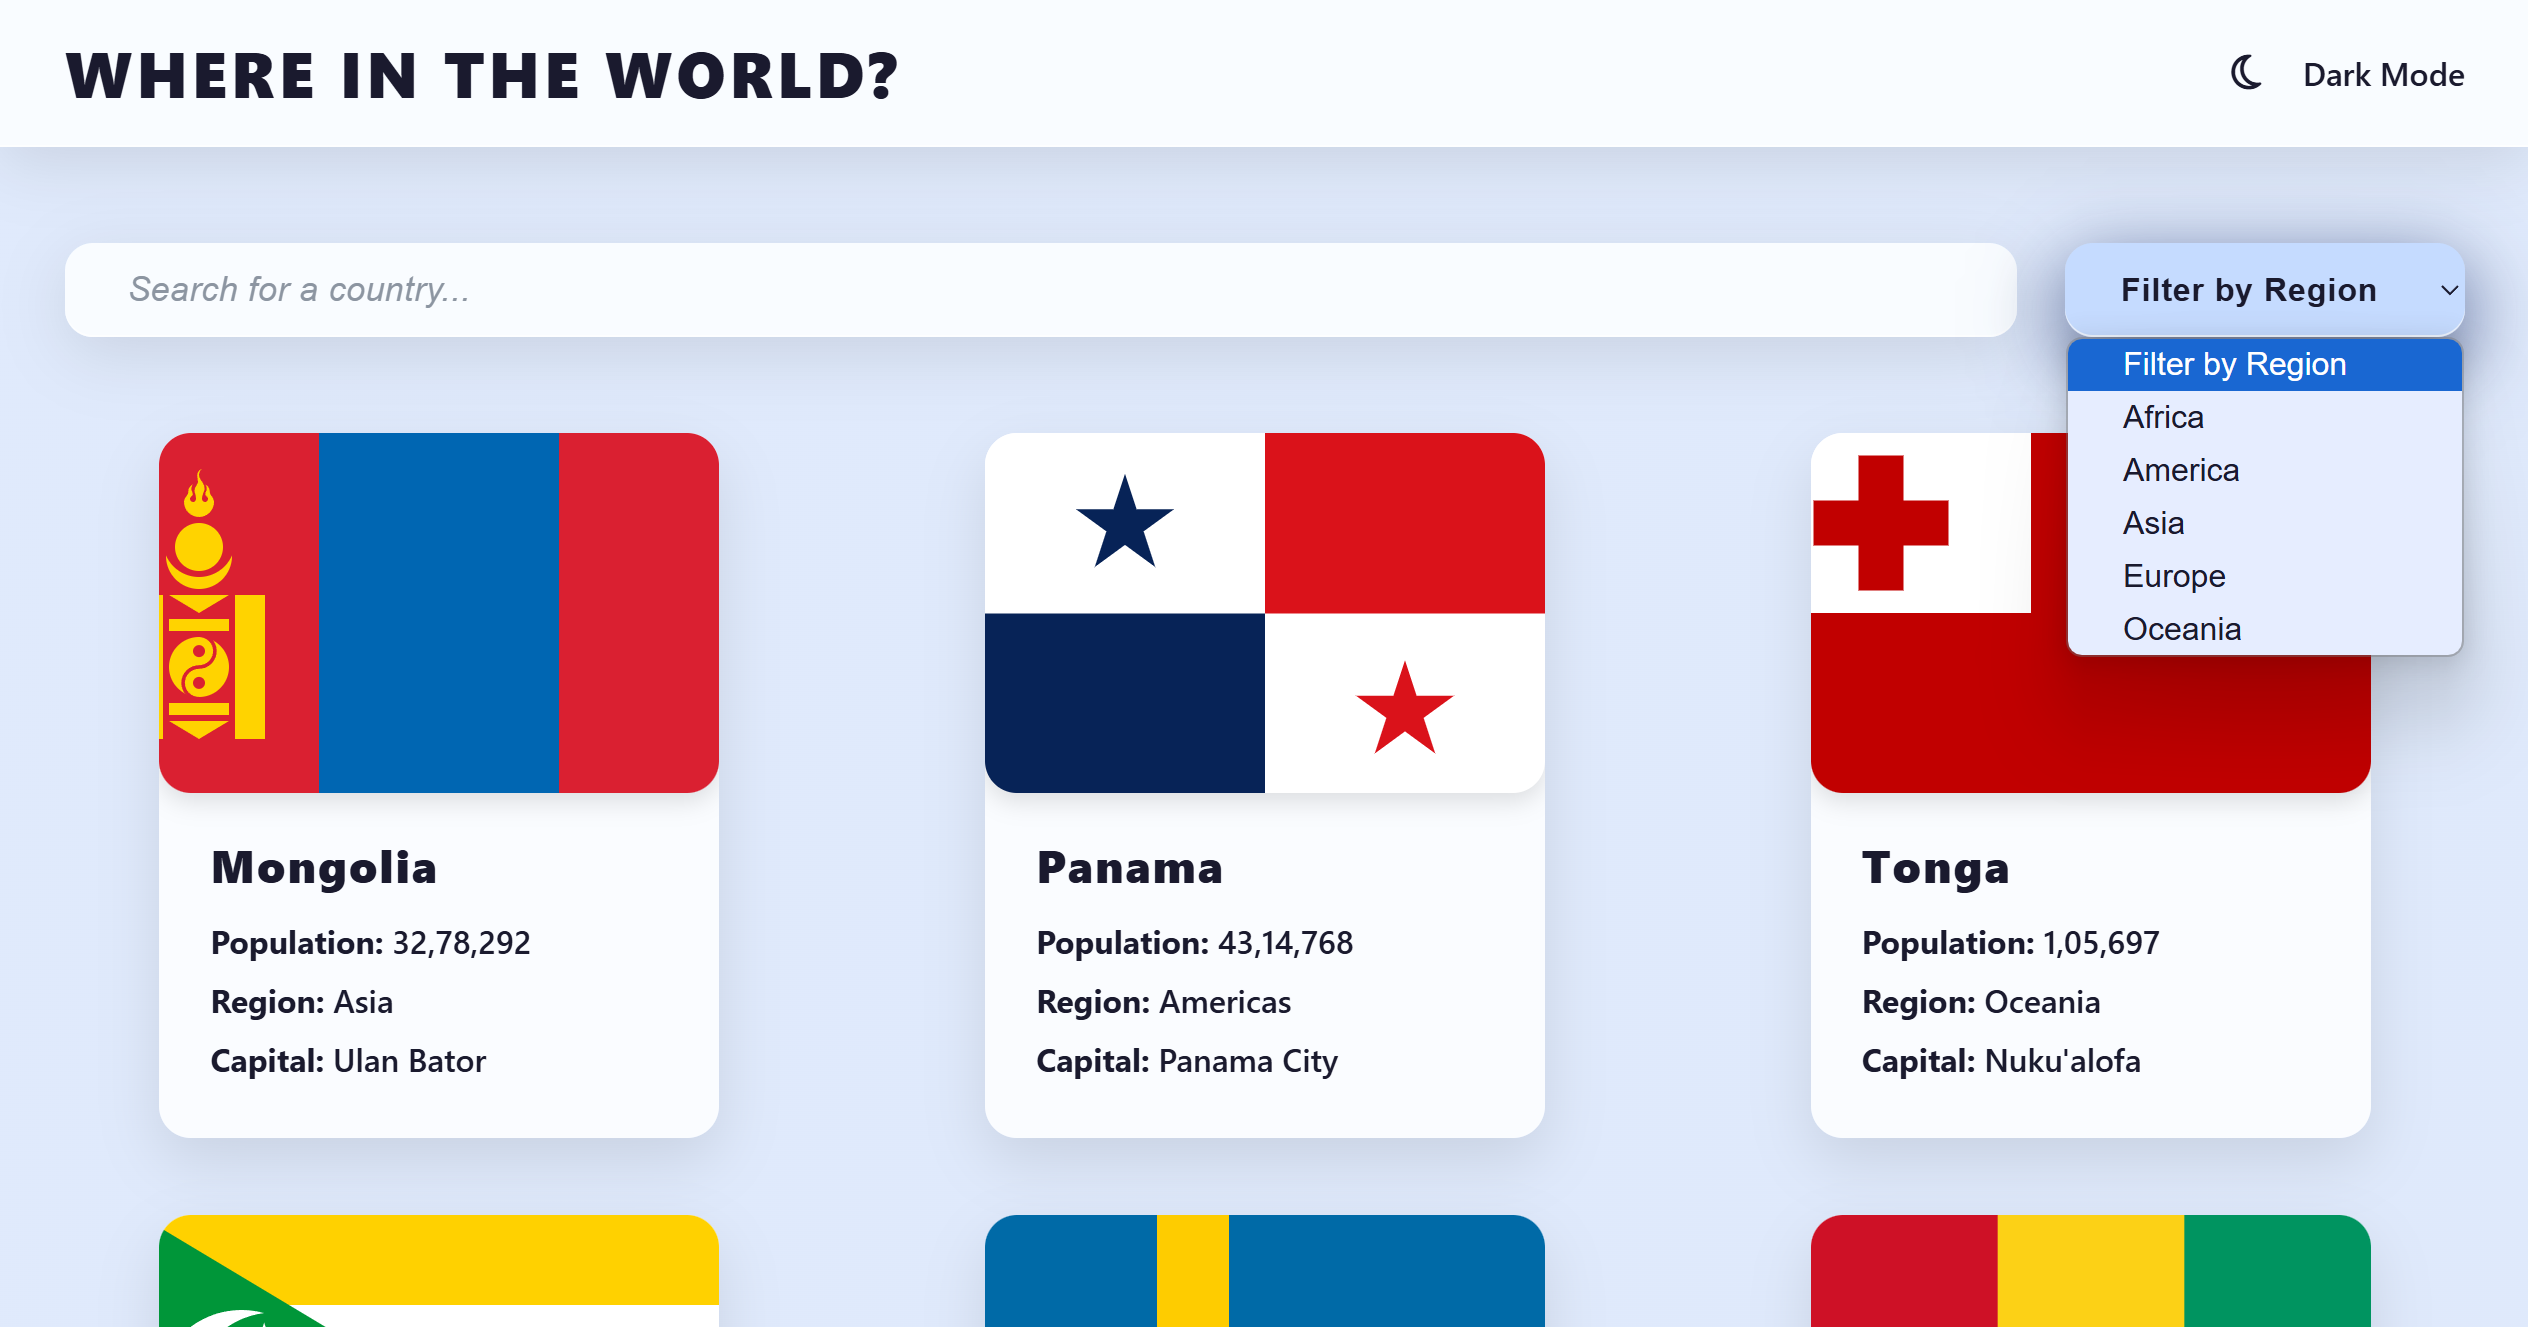 WHERE IN THE WORLD?
Dark Mode
Search for a country...
Filter by Region
Filter by Region
Africa
America
Asia
Europe
Oceania
Mongolia
Population: 32,78,292
Region: Asia
Capital: Ulan Bator
Panama
Population: 43,14,768
Region: Americas
Capital: Panama City
Tonga
Population: 1,05,697
Region: Oceania
Capital: Nuku'alofa